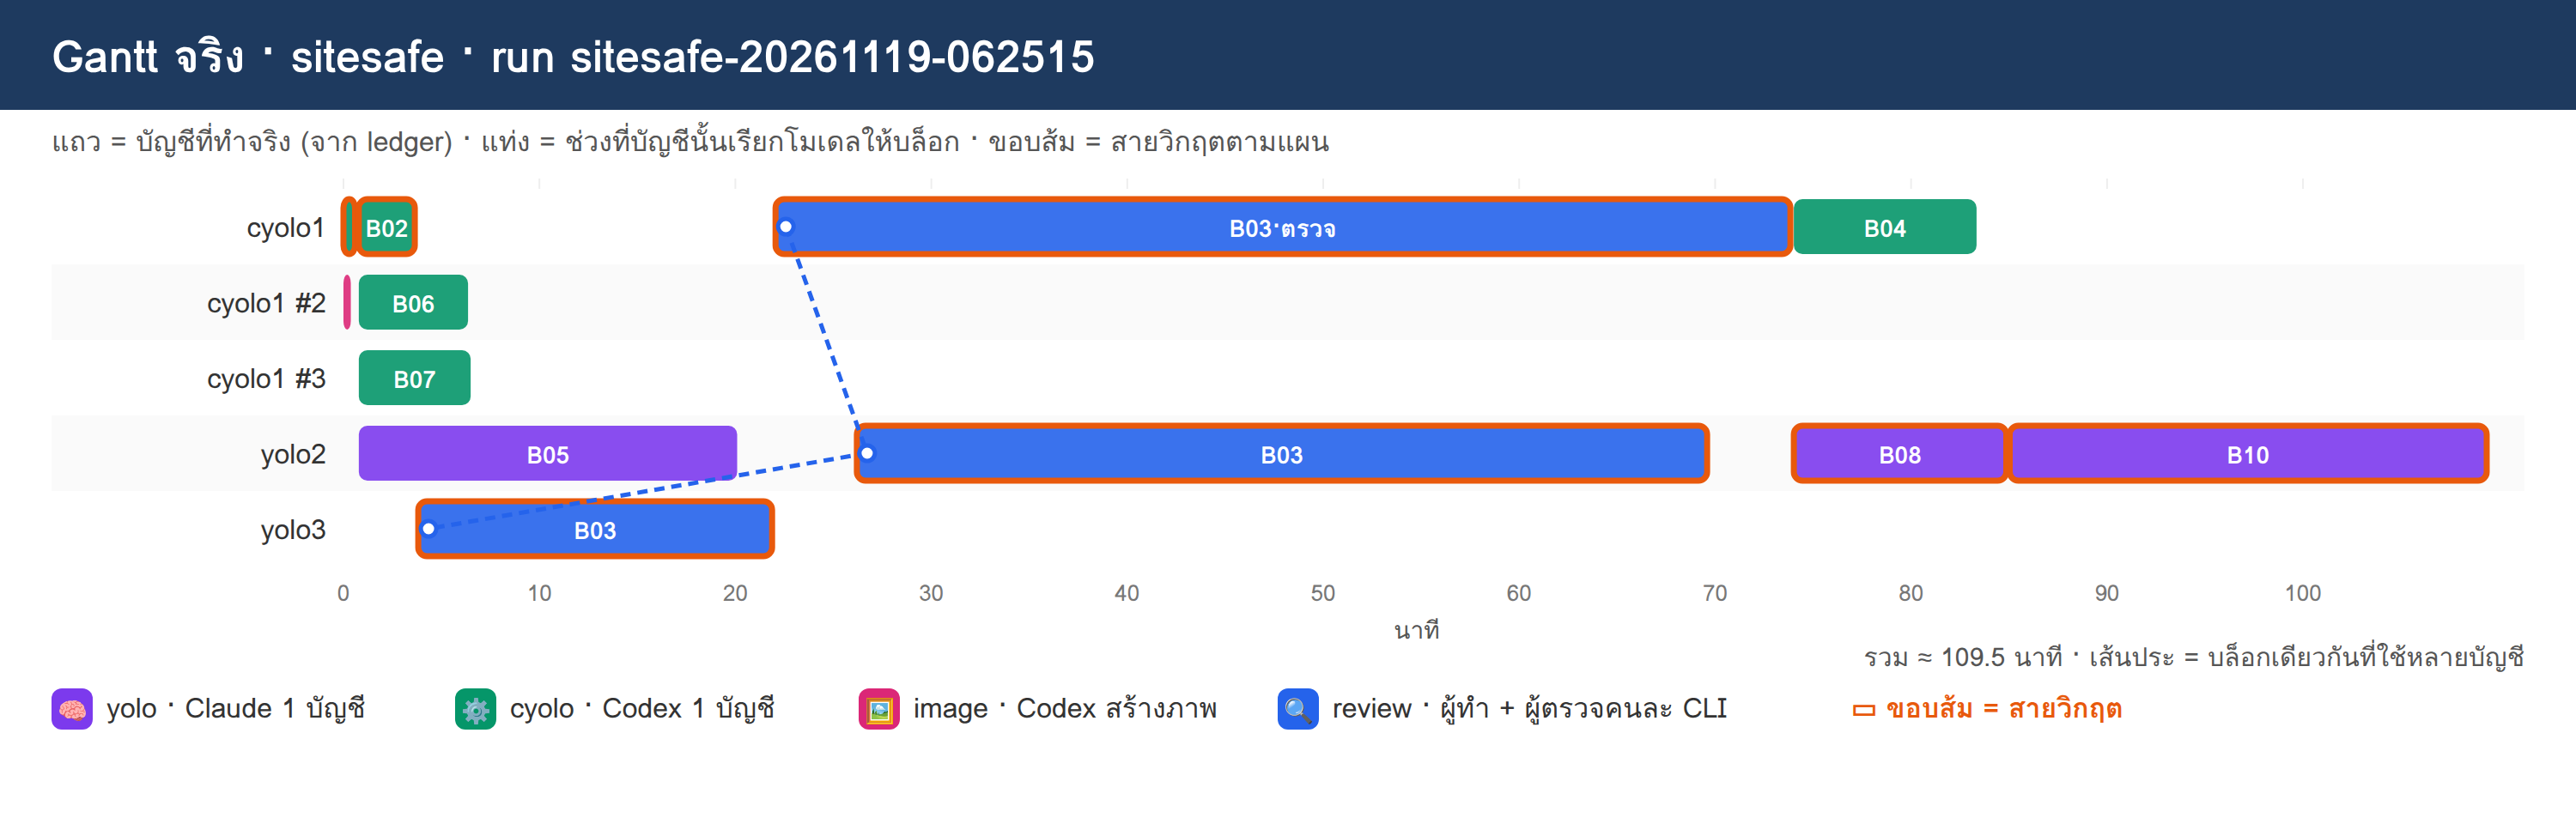 Gantt จริง · sitesafe · run sitesafe-20261119-062515
แถว = บัญชีที่ทำจริง (จาก ledger) · แท่ง = ช่วงที่บัญชีนั้นเรียกโมเดลให้บล็อก · ขอบส้ม = สายวิกฤตตามแผน
cyolo1 B02 B03·ตรวจ B04
cyolo1 #2 B06
cyolo1 #3 B07
yolo2 B05 B03 B08 B10
yolo3 B03
0 10 20 30 40 50 60 70 80 90 100
นาที
รวม ≈ 109.5 นาที · เส้นประ = บล็อกเดียวกันที่ใช้หลายบัญชี
yolo · Claude 1 บัญชี cyolo · Codex 1 บัญชี image · Codex สร้างภาพ review · ผู้ทำ + ผู้ตรวจคนละ CLI ขอบส้ม = สายวิกฤต